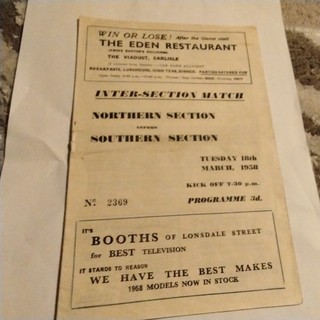 WIN OR LOSE! After the Game visit
THE EDEN RESTAURANT
THE VIADUCT, CARLISLE
INTER-SECTION MATCH
NORTHERN SECTION
versus
SOUTHERN SECTION
TUESDAY 18th
MARCH, 1958
KICK OFF 7-30 p.m.
No 2369
PROGRAMME 3d.
IT'S
BOOTHS OF LONSDALE STREET
for BEST TELEVISION
IT STANDS TO REASON
WE HAVE THE BEST MAKES
1958 MODELS NOW IN STOCK